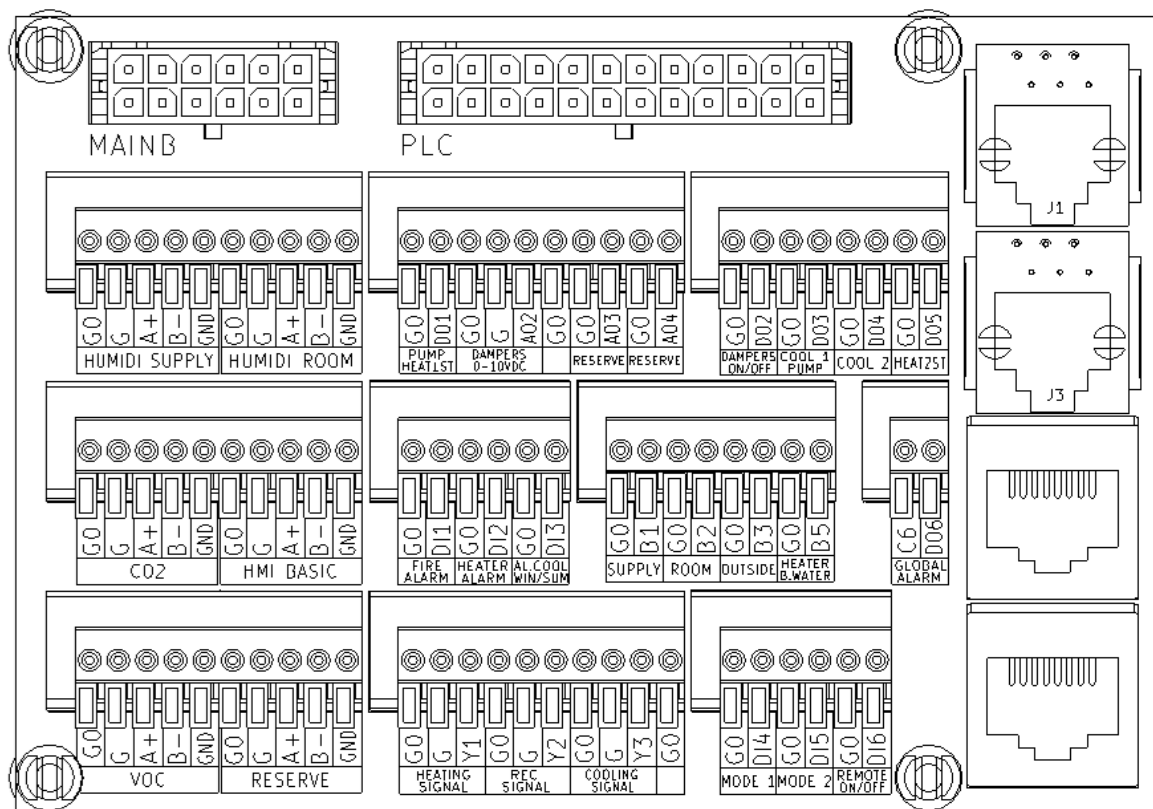 MAINB
PLC
J1
G0 G A+ B- GND G0 G A+ B- GND
HUMIDI SUPPLY HUMIDI ROOM
G0 DO1 G0 G AO2 G0 G0 AO3 G0 AO4
PUMP
HEAT1ST
DAMPERS
0-10VDC
RESERVE RESERVE
G0 DO2 G0 DO3 G0 DO4 G0 DO5
DAMPERS
ON/OFF
COOL 1
PUMP
COOL 2 HEAT2ST
J3
G0 G A+ B- GND G0 G A+ B- GND
CO2 HMI BASIC
G0 DI1 G0 DI2 G0 DI3
FIRE
ALARM
HEATER
ALARM
AL.COOL
WIN/SUM
G0 B1 G0 B2 G0 B3 G0 B5
SUPPLY ROOM OUTSIDE
HEATER
B.WATER
C6 DO6
GLOBAL
ALARM
G0 G A+ B- GND G0 G A+ B- GND
VOC RESERVE
G0 G Y1 G0 G Y2 G0 G Y3 G0
HEATING
SIGNAL
REC
SIGNAL
COOLING
SIGNAL
G0 DI4 G0 DI5 G0 DI6
MODE 1 MODE 2
REMOTE
ON/OFF